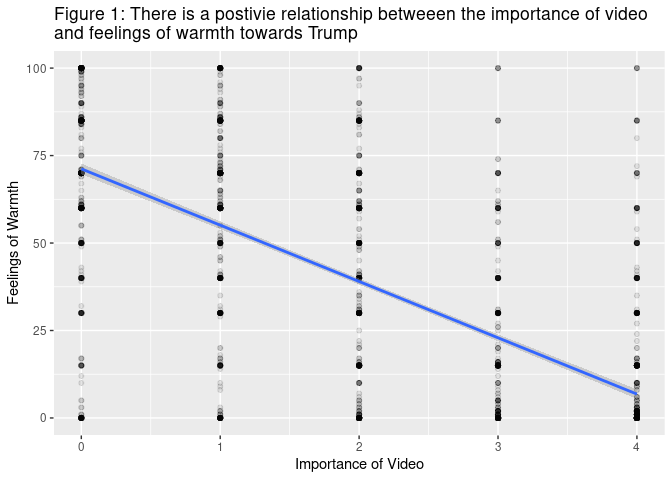 Figure 1: There is a postivie relationship betweeen the importance of video
and feelings of warmth towards Trump
100
75
50
25
0
Feelings of Warmth
0 1 2 3 4
Importance of Video